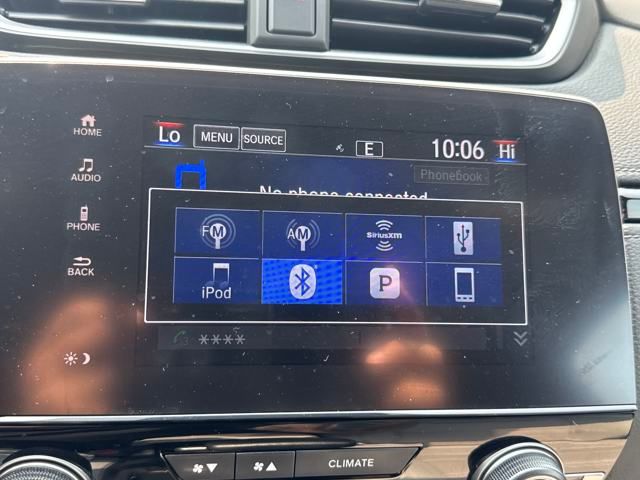 HOME
AUDIO
PHONE
BACK
Lo MENU SOURCE E 10:06 Hi
Phonebook
No phone connected
FM AM SiriusXM
iPod P
****
CLIMATE